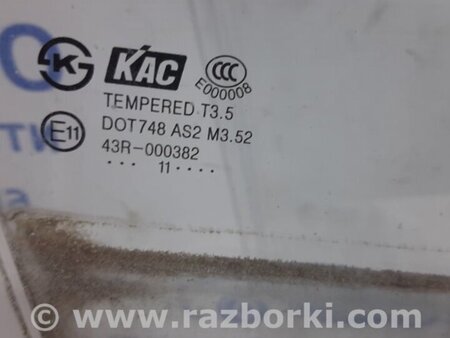 K KAC CCC
E000008
TEMPERED T3.5
E11 DOT748 AS2 M3.52
43R-000382
... 11 ....
www.razborki.com